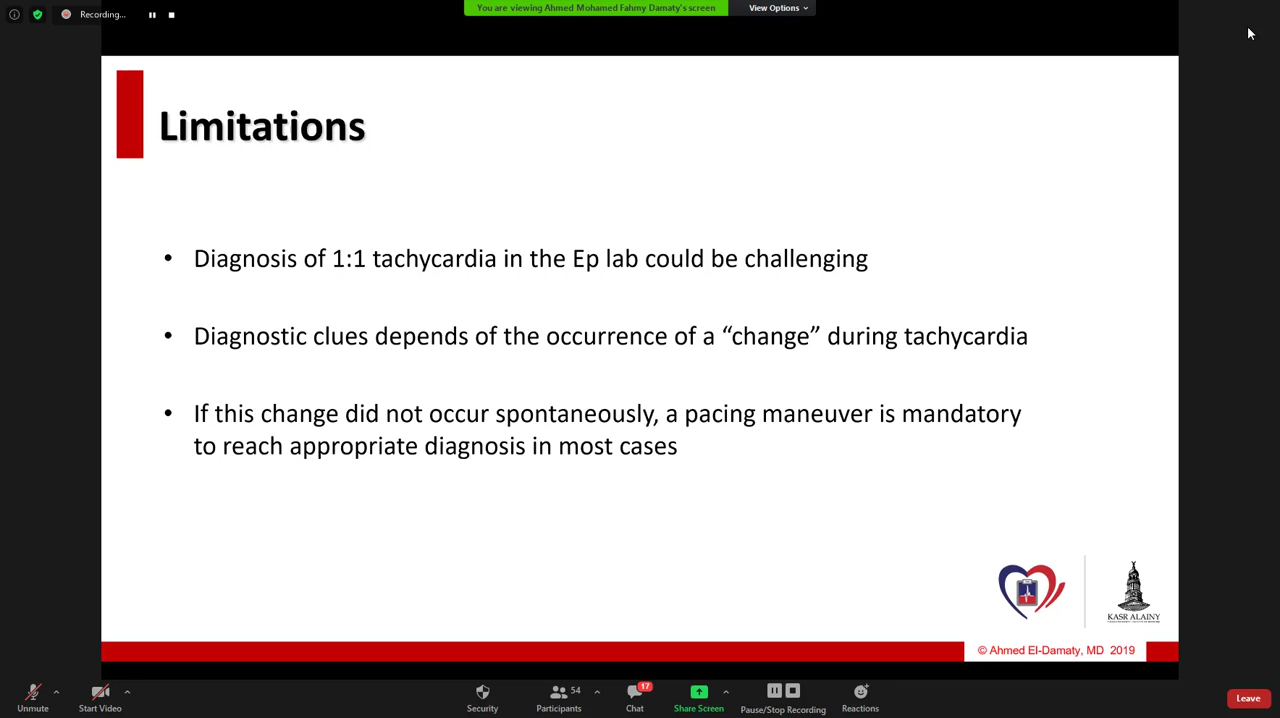 Recording...
You are viewing Ahmed Mohamed Fahmy Damaty's screen
View Options
Limitations
• Diagnosis of 1:1 tachycardia in the Ep lab could be challenging
• Diagnostic clues depends of the occurrence of a “change” during tachycardia
• If this change did not occur spontaneously, a pacing maneuver is mandatory
to reach appropriate diagnosis in most cases
KASR ALAINY
© Ahmed El-Damaty, MD 2019
Unmute
Start Video
Security
54
Participants
17
Chat
Share Screen
Pause/Stop Recording
Reactions
Leave